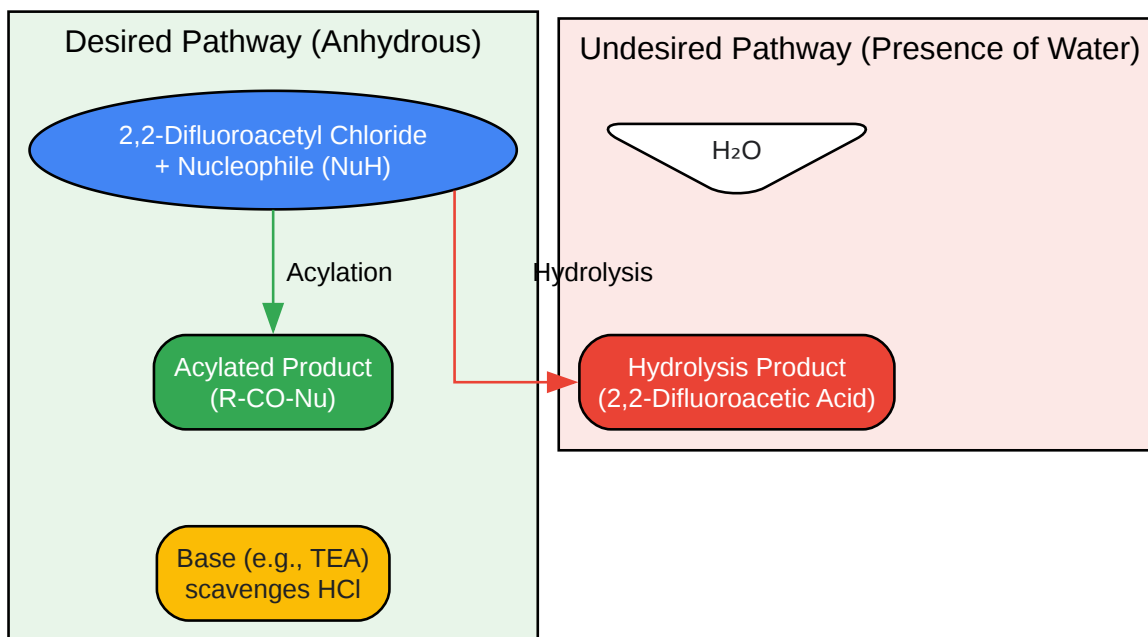 Desired Pathway (Anhydrous)
2,2-Difluoroacetyl Chloride
+ Nucleophile (NuH)
Acylation
Acylated Product
(R-CO-Nu)
Base (e.g., TEA)
scavenges HCl
Undesired Pathway (Presence of Water)
H₂O
Hydrolysis
Hydrolysis Product
(2,2-Difluoroacetic Acid)